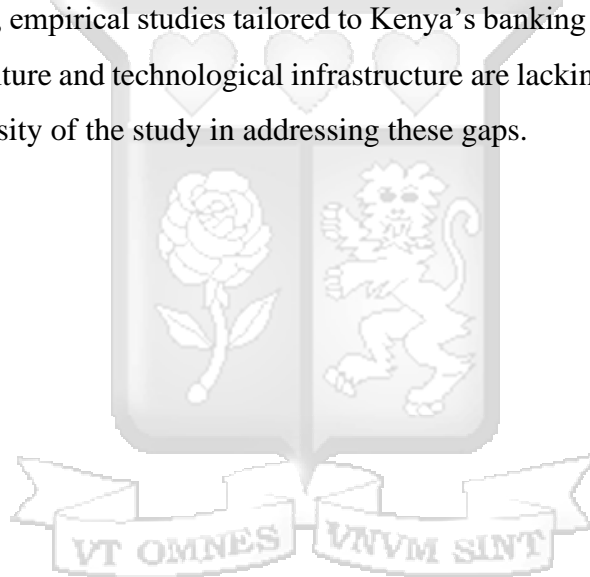 , empirical studies tailored to Kenya’s banking
ture and technological infrastructure are lackin
sity of the study in addressing these gaps.
VT OMNES VNVM SINT